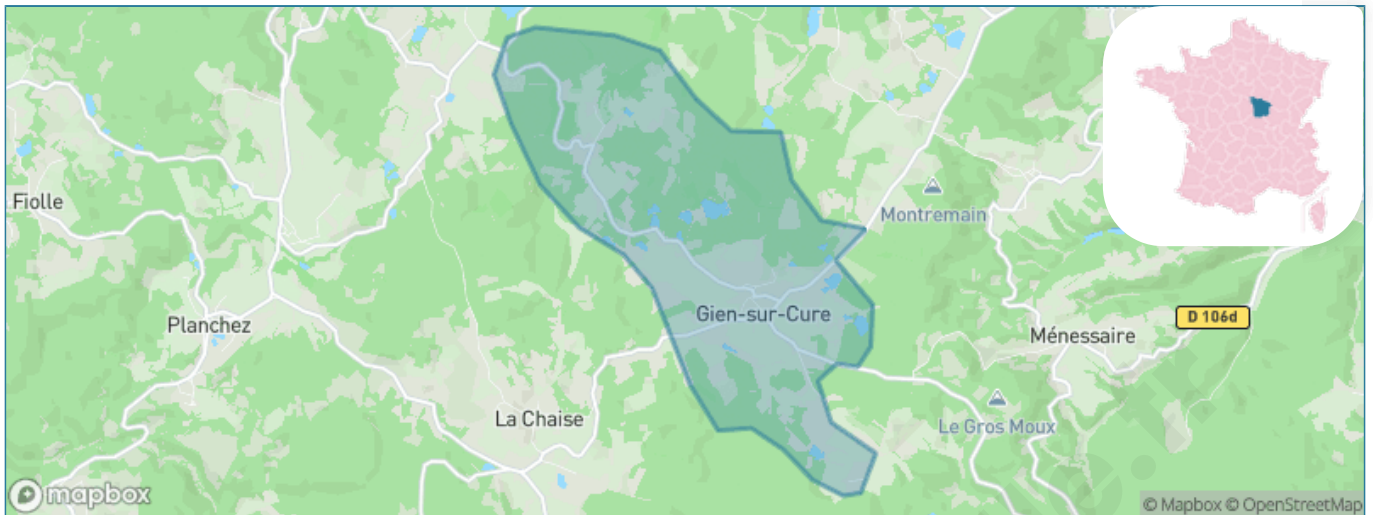 Fiolle
Montremain
Planchez
Gien-sur-Cure
D 106d
Ménessaire
La Chaise
Le Gros Moux
mapbox
© Mapbox © OpenStreetMap